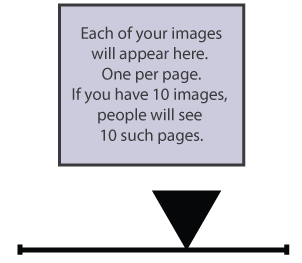 Each of your images
will appear here.
One per page.
If you have 10 images,
people will see
10 such pages.